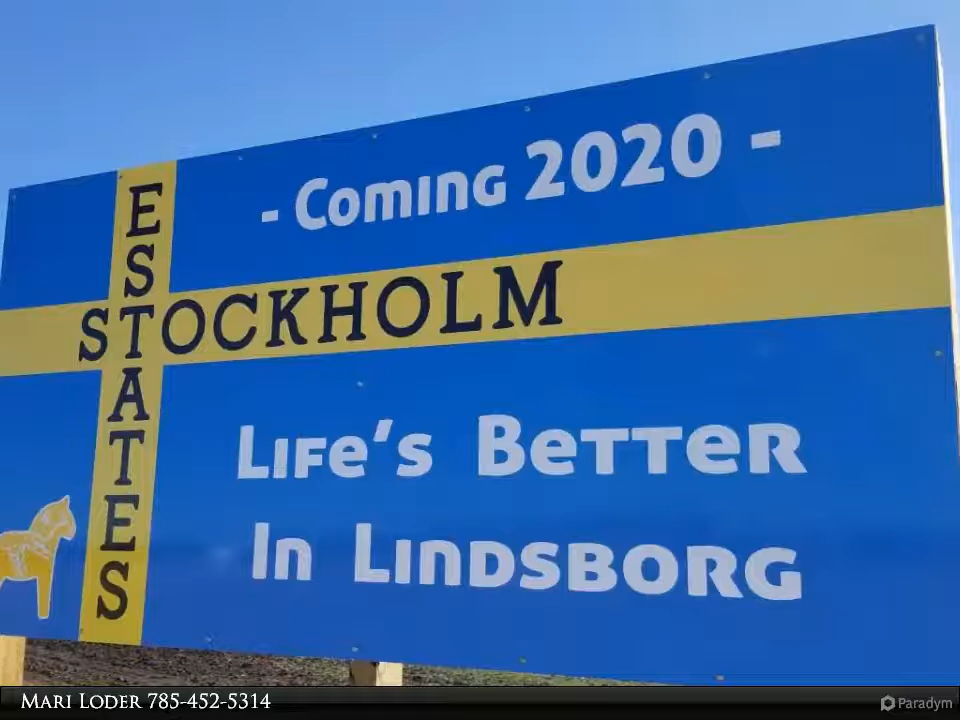 - Coming 2020 -
ESTATES
STOCKHOLM
Life's Better
In Lindsborg
Mari Loder 785-452-5314
Paradym